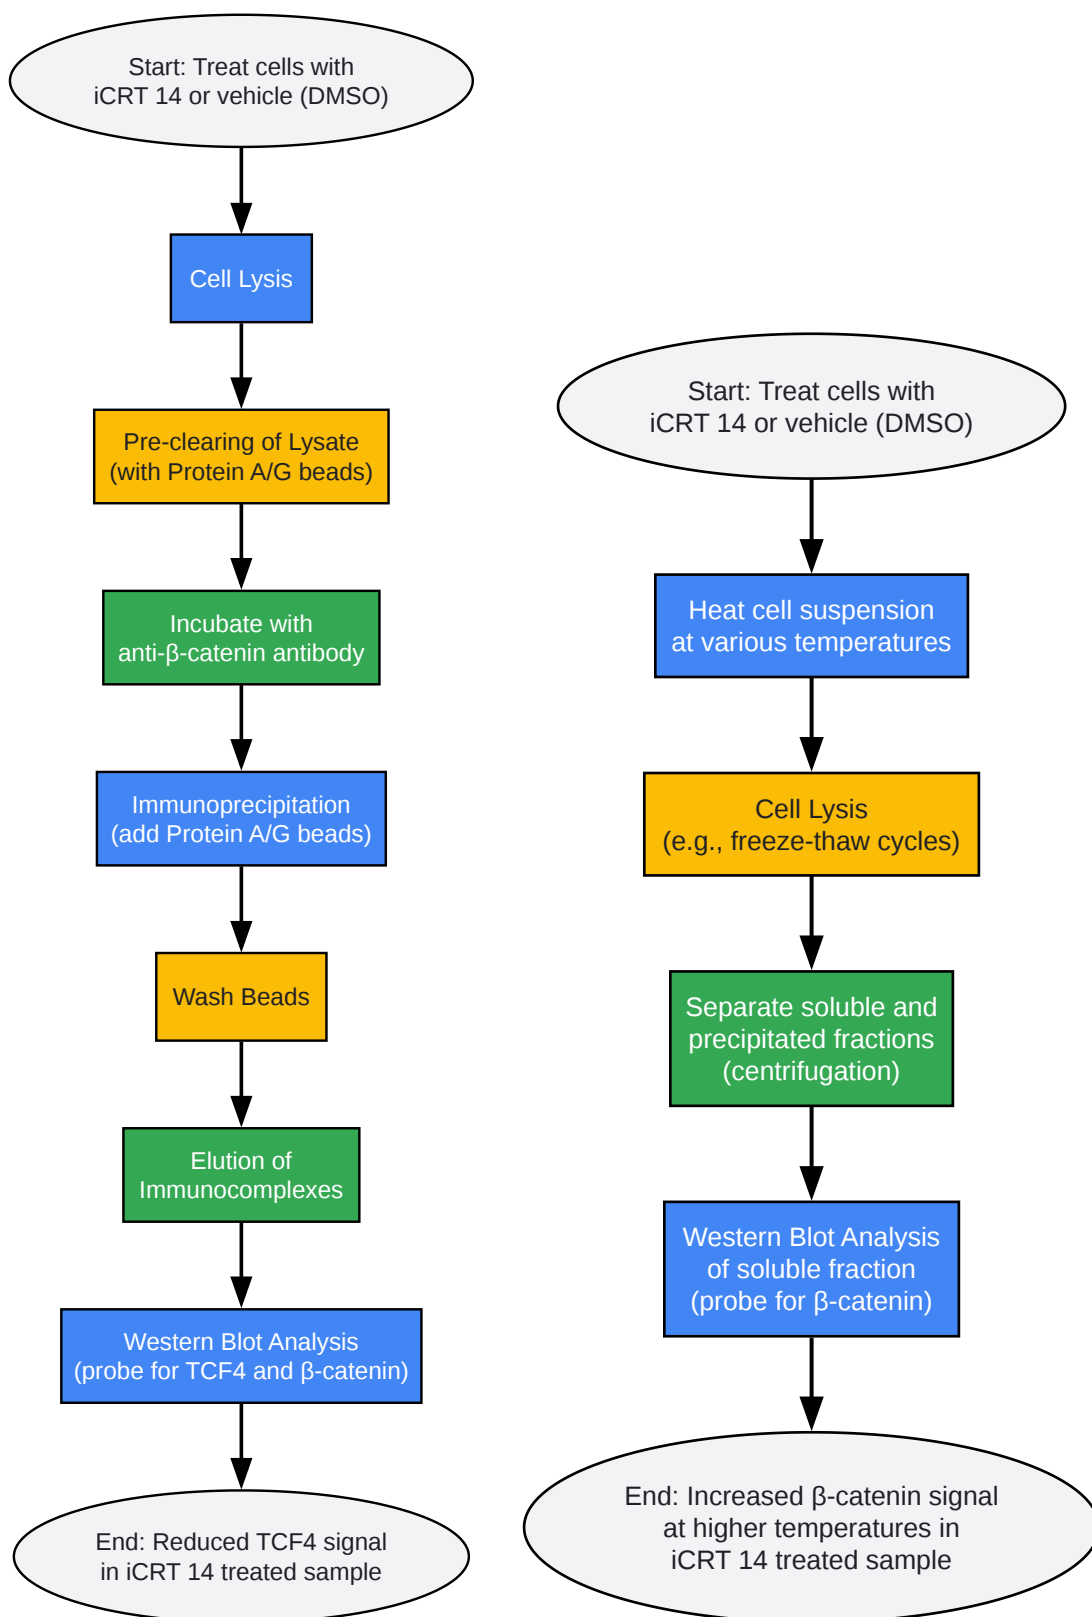 Start: Treat cells with
iCRT 14 or vehicle (DMSO)
Cell Lysis
Pre-clearing of Lysate
(with Protein A/G beads)
Incubate with
anti-β-catenin antibody
Immunoprecipitation
(add Protein A/G beads)
Wash Beads
Elution of
Immunocomplexes
Western Blot Analysis
(probe for TCF4 and β-catenin)
End: Reduced TCF4 signal
in iCRT 14 treated sample
Start: Treat cells with
iCRT 14 or vehicle (DMSO)
Heat cell suspension
at various temperatures
Cell Lysis
(e.g., freeze-thaw cycles)
Separate soluble and
precipitated fractions
(centrifugation)
Western Blot Analysis
of soluble fraction
(probe for β-catenin)
End: Increased β-catenin signal
at higher temperatures in
iCRT 14 treated sample